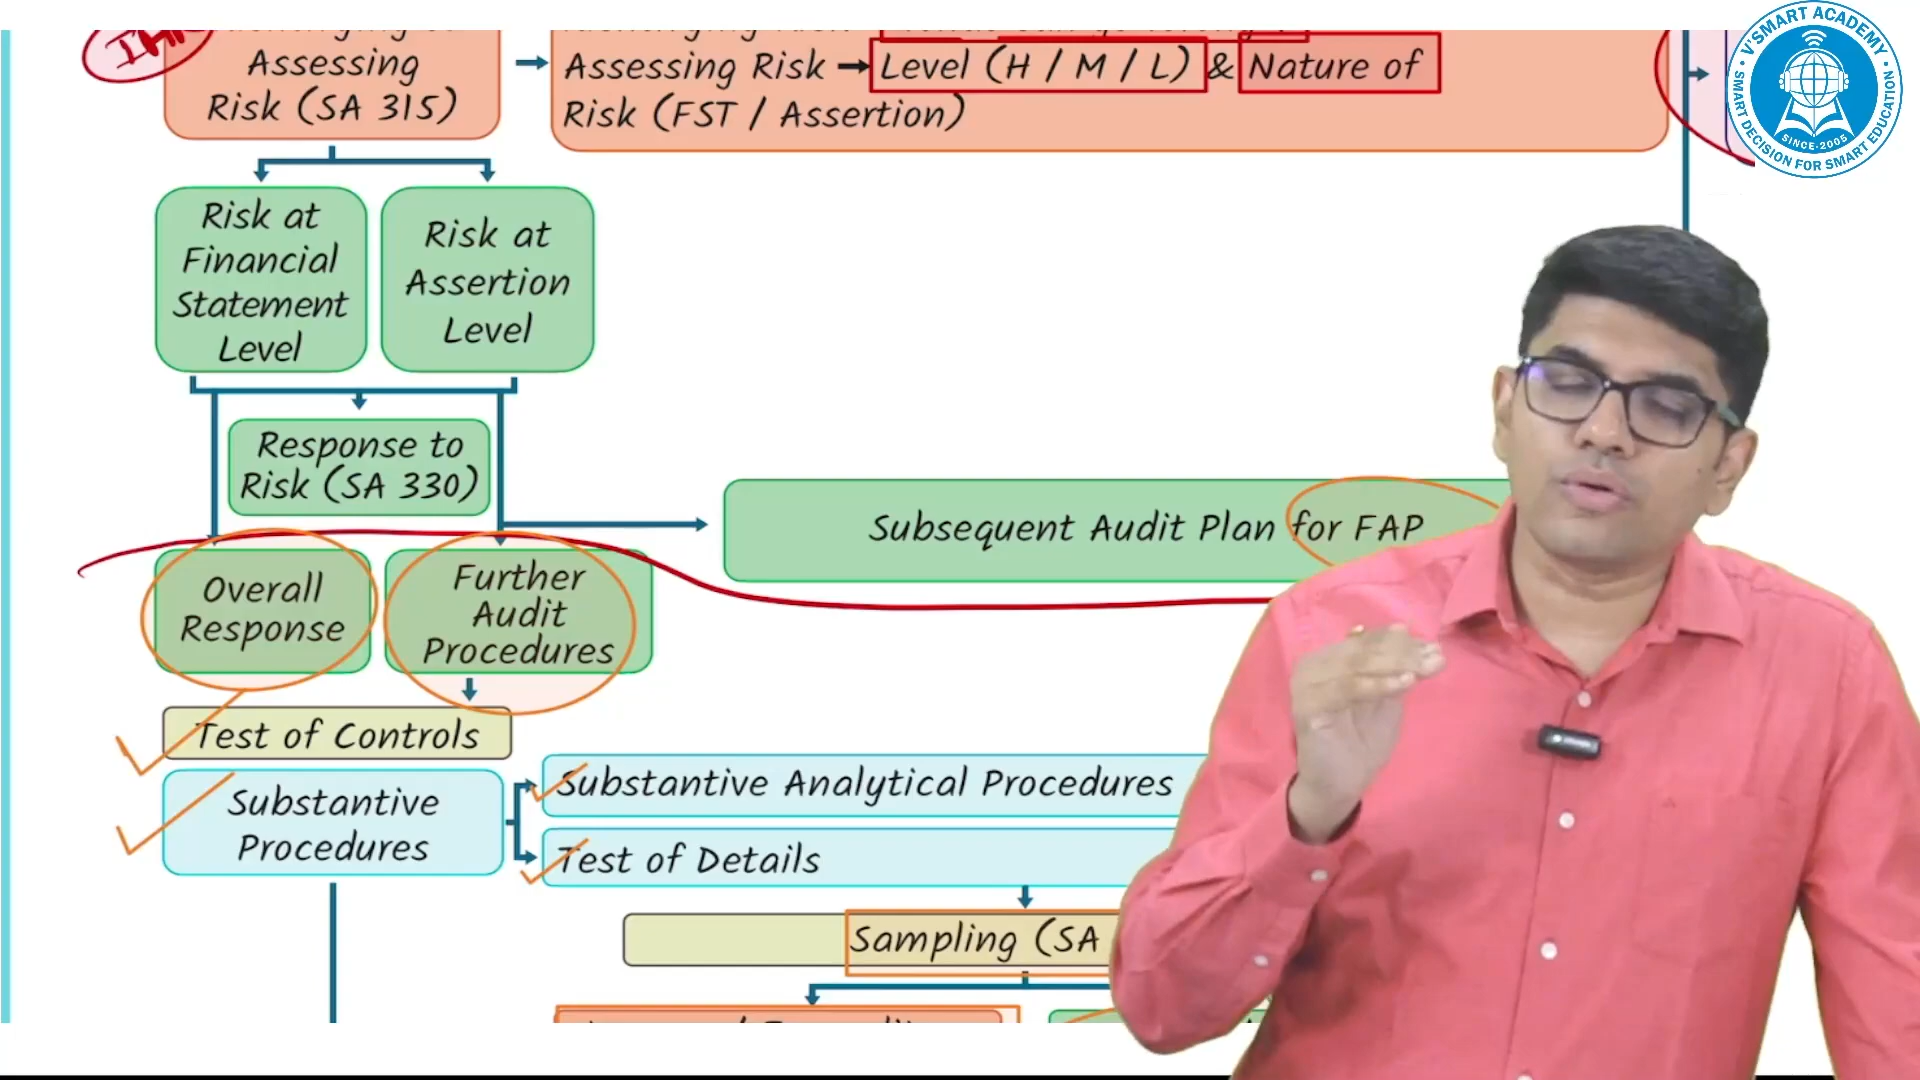 Assessing
Risk (SA 315)
Assessing Risk → Level (H / M / L) & Nature of
Risk (FST / Assertion)
Risk at
Financial
Statement
Level
Risk at
Assertion
Level
Response to
Risk (SA 330)
Subsequent Audit Plan for FAP
Overall
Response
Further
Audit
Procedures
Test of Controls
Substantive
Procedures
Substantive Analytical Procedures
Test of Details
Sampling (SA
V'SMART ACADEMY
SMART DECISION FOR SMART EDUCATION
SINCE-2005